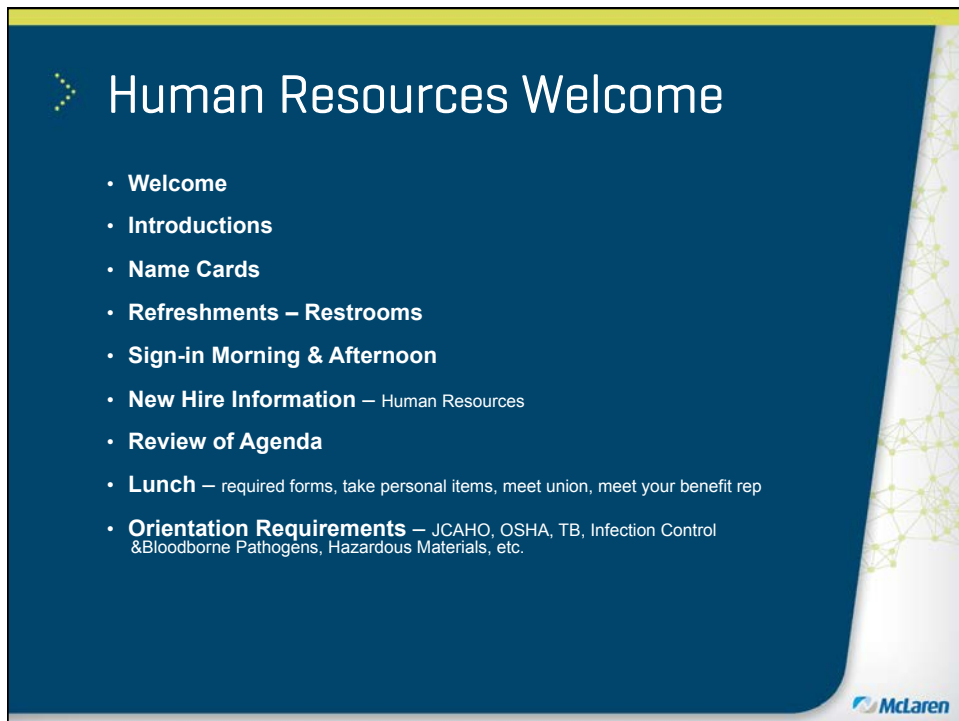 Human Resources Welcome
• Welcome
• Introductions
• Name Cards
• Refreshments – Restrooms
• Sign-in Morning & Afternoon
• New Hire Information – Human Resources
• Review of Agenda
• Lunch – required forms, take personal items, meet union, meet your benefit rep
• Orientation Requirements – JCAHO, OSHA, TB, Infection Control
&Bloodborne Pathogens, Hazardous Materials, etc.
McLaren